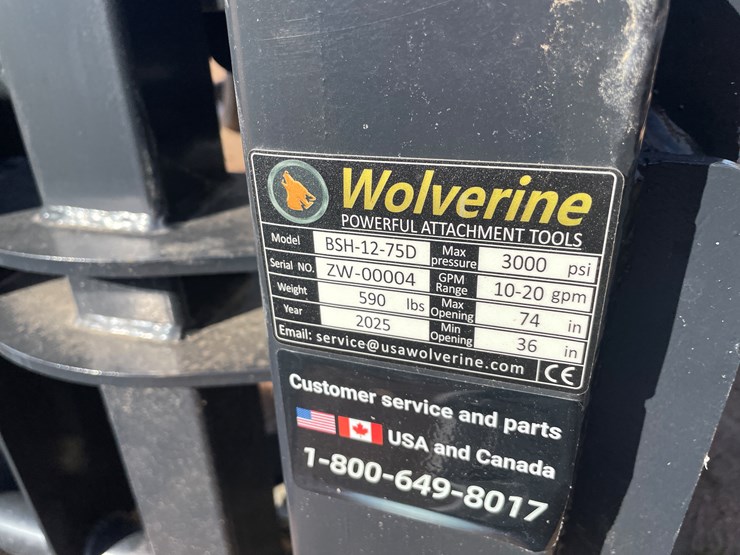 Wolverine
POWERFUL ATTACHMENT TOOLS
Model BSH-12-75D Max pressure 3000 psi
Serial NO. ZW-00004 GPM Range 10-20 gpm
Weight 590 lbs Max Opening 74 in
Year 2025 Min Opening 36 in
Email: service@usawolverine.com CE
Customer service and parts
USA and Canada
1-800-649-8017